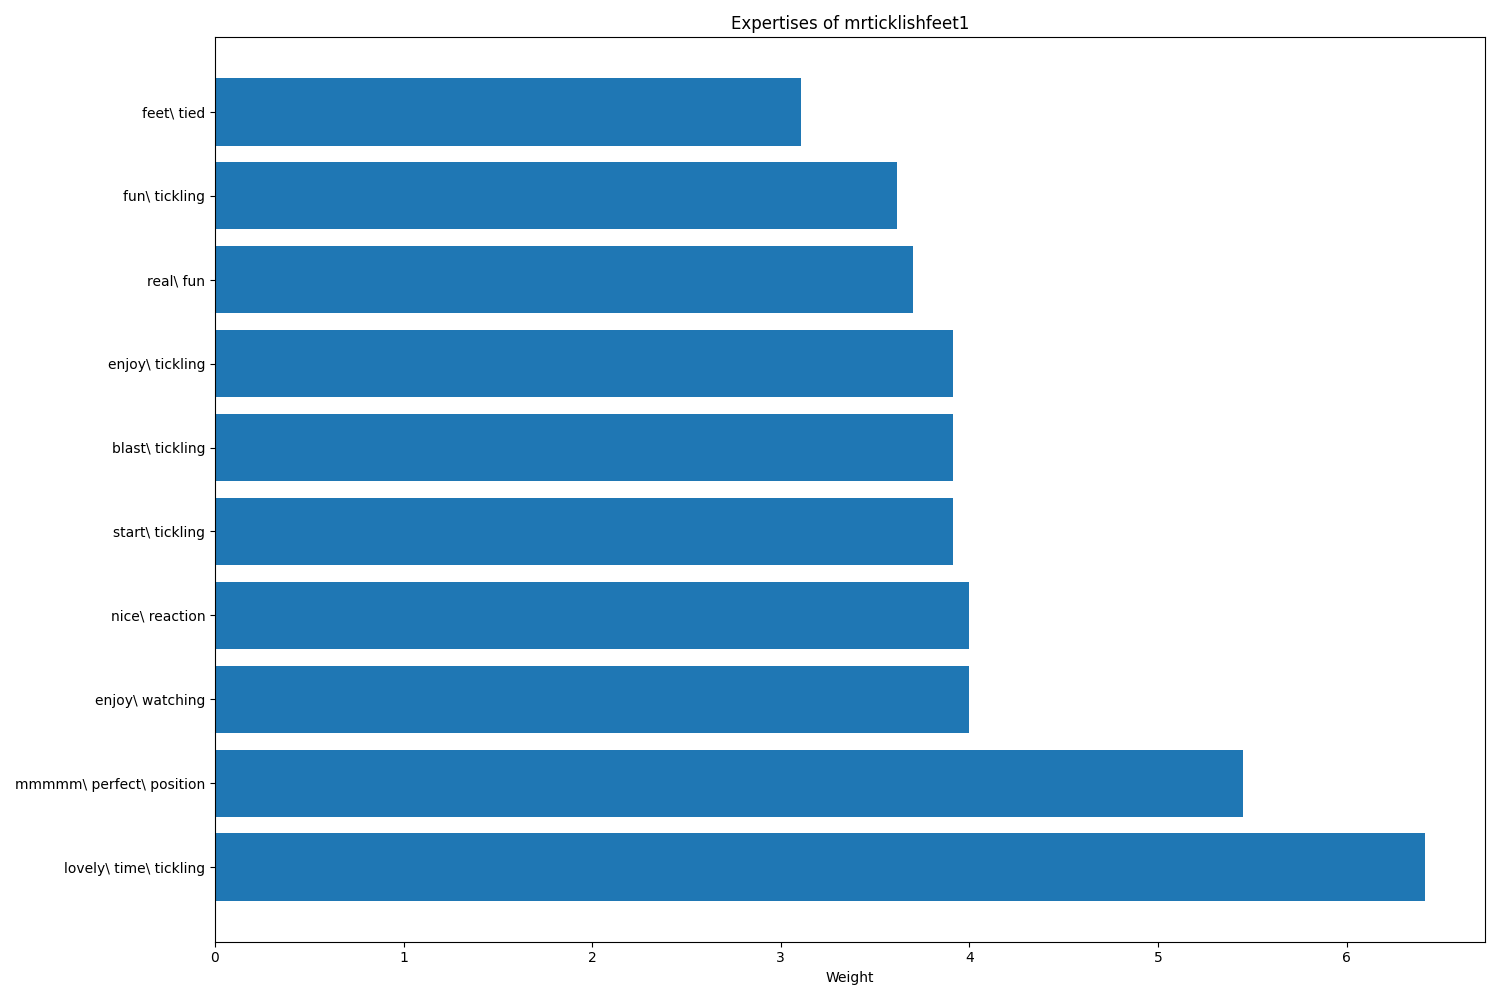 Expertises of mrticklishfeet1
feet\ tied
fun\ tickling
real\ fun
enjoy\ tickling
blast\ tickling
start\ tickling
nice\ reaction
enjoy\ watching
mmmmm\ perfect\ position
lovely\ time\ tickling
0 1 2 3 4 5 6
Weight